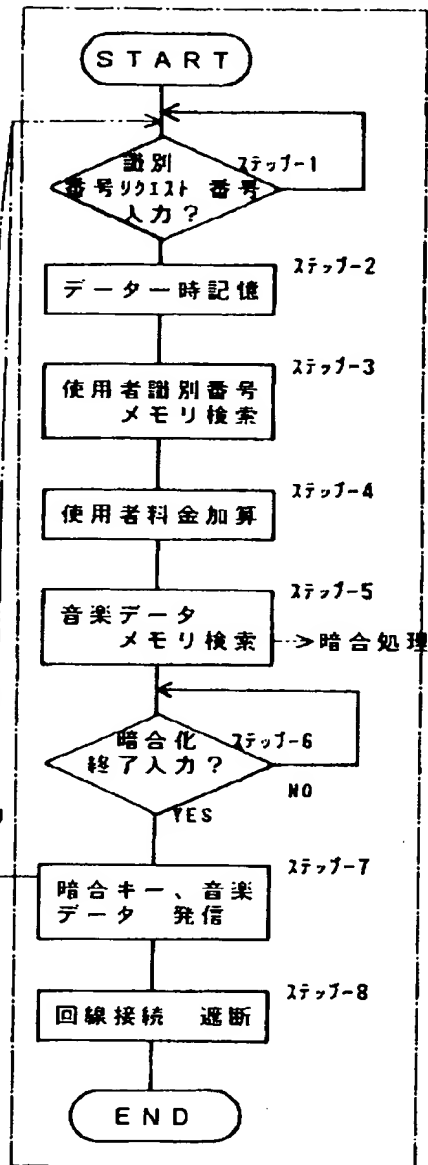 START
識別 ステップ-1
番号リクエスト 番号
入力？
ステップ-2
データ一時記憶
ステップ-3
使用者識別番号
メモリ検索
ステップ-4
使用者料金加算
ステップ-5
音楽データ
メモリ検索
暗合処理
暗合化 ステップ-6
終了入力？
NO
YES
ステップ-7
暗合キー、音楽
データ 発信
ステップ-8
回線接続 遮断
END